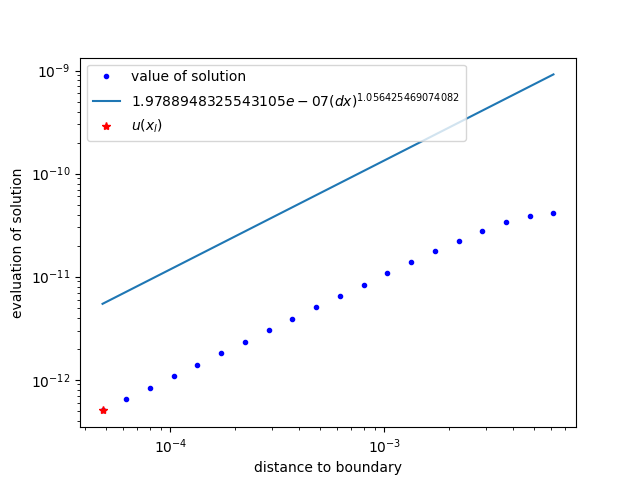 10⁻⁹
10⁻¹⁰
10⁻¹¹
10⁻¹²
evaluation of solution
value of solution
1.9788948325543105e − 07(dx)¹·⁰⁵⁶⁴²⁵⁴⁶⁹⁰⁷⁴⁰⁸²
u(xₗ)
10⁻⁴
10⁻³
distance to boundary